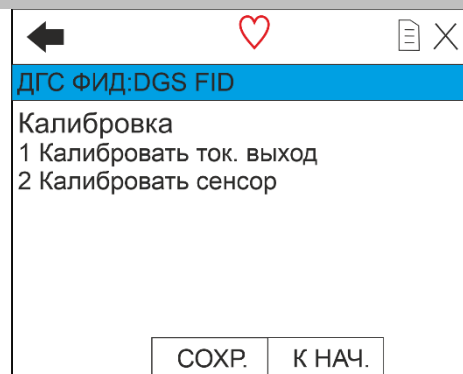 ДГС ФИД:DGS FID
Калибровка
1 Калибровать ток. выход
2 Калибровать сенсор
СОХР. К НАЧ.